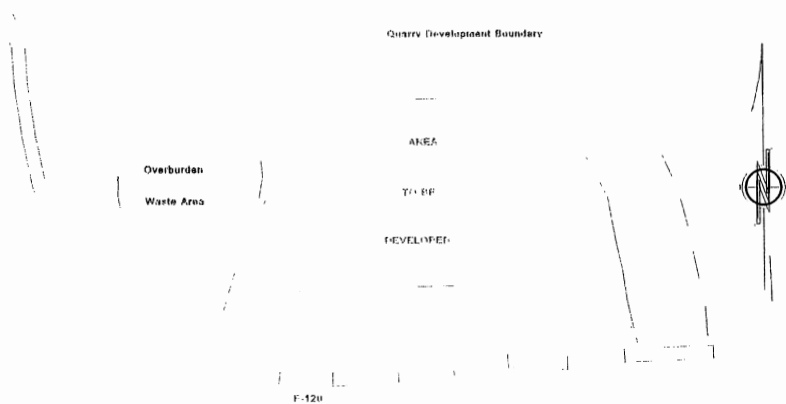 Quarry Development Boundary
AREA
Overburden
TO BE
Waste Area
DEVELOPED
F-120